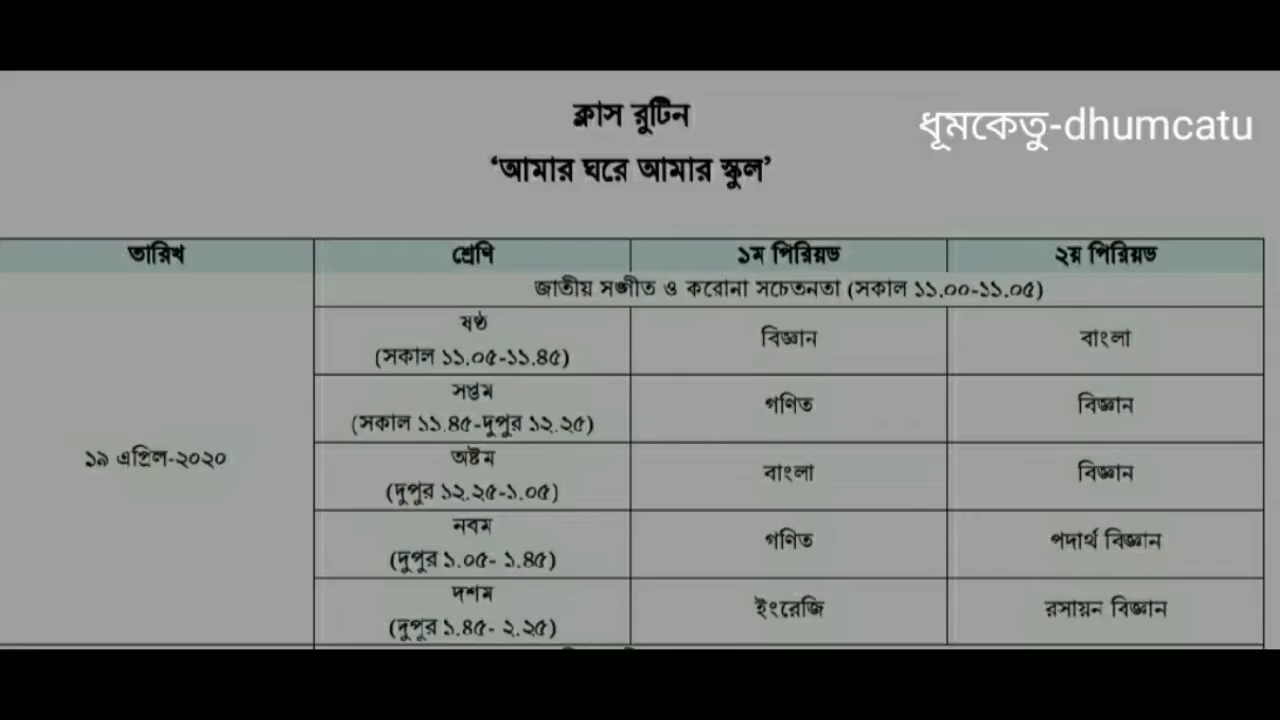 ক্লাস রুটিন
ধূমকেতু-dhumcatu
‘আমার ঘরে আমার স্কুল’
তারিখ শ্রেণি ১ম পিরিয়ড ২য় পিরিয়ড
জাতীয় সঙ্গীত ও করোনা সচেতনতা (সকাল ১১.০০-১১.০৫)
ষষ্ঠ
(সকাল ১১.০৫-১১.৪৫)
বিজ্ঞান বাংলা
সপ্তম
(সকাল ১১.৪৫-দুপুর ১২.২৫)
গণিত বিজ্ঞান
১৯ এপ্রিল-২০২০
অষ্টম
(দুপুর ১২.২৫-১.০৫)
বাংলা বিজ্ঞান
নবম
(দুপুর ১.০৫- ১.৪৫)
গণিত পদার্থ বিজ্ঞান
দশম
(দুপুর ১.৪৫- ২.২৫)
ইংরেজি রসায়ন বিজ্ঞান